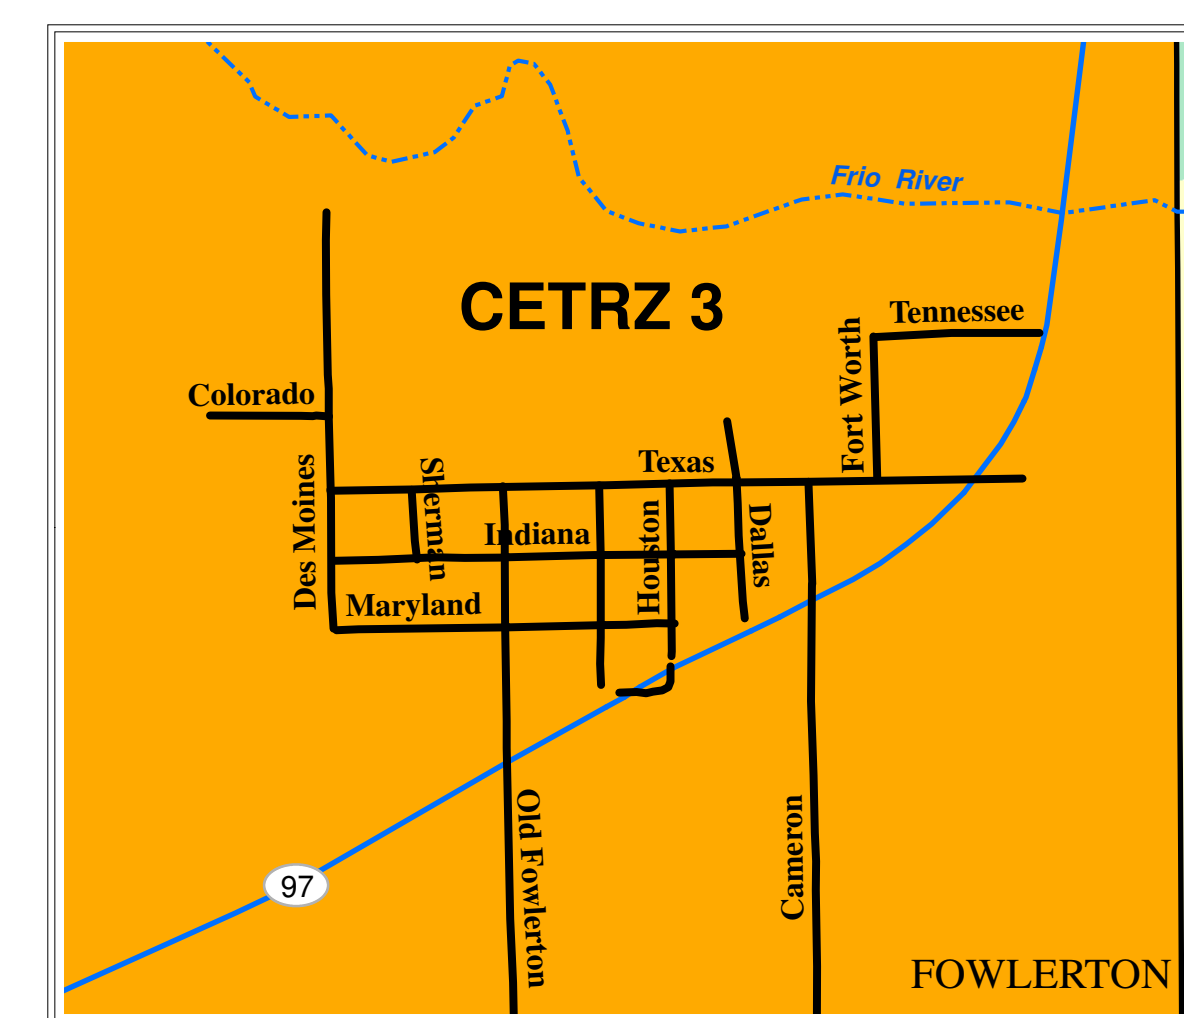 Frio River
CETRZ 3
Tennessee
Fort Worth
Colorado
Texas
Des Moines
Sherman
Indiana
Houston
Dallas
Maryland
Old Fowlerton
Cameron
97
FOWLERTON